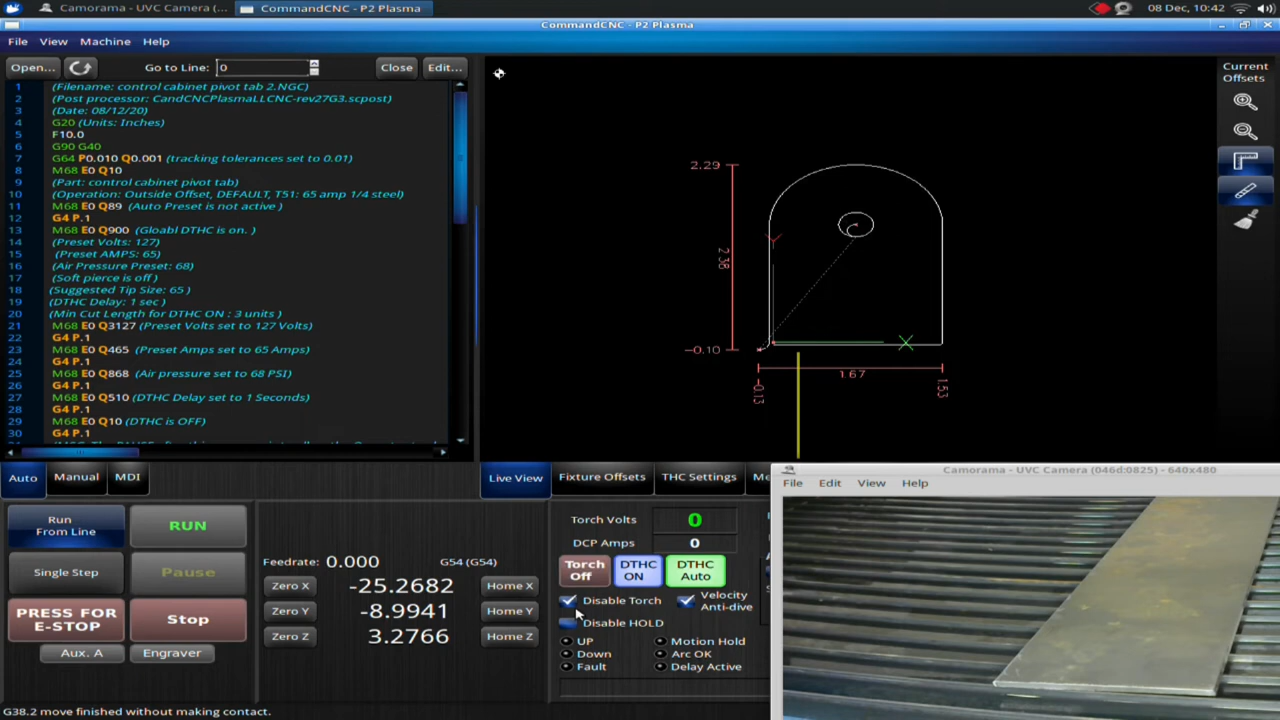 Camorama - UVC Camera (...
CommandCNC - P2 Plasma
08 Dec, 10:42
CommandCNC - P2 Plasma
File View Machine Help
Open... Go to Line: 0 Close Edit...
1 (Filename: control cabinet pivot tab 2.NGC)
2 (Post processor: CandCNCPlasmaLLCNC-rev27G3.scpost)
3 (Date: 08/12/20)
4 G20 (Units: Inches)
5 F10.0
6 G90 G40
7 G64 P0.010 Q0.001 (tracking tolerances set to 0.01)
8 M68 E0 Q10
9 (Part: control cabinet pivot tab)
10 (Operation: Outside Offset, DEFAULT, T51: 65 amp 1/4 steel)
11 M68 E0 Q89 (Auto Preset is not active )
12 G4 P.1
13 M68 E0 Q900 (Gloabl DTHC is on. )
14 (Preset Volts: 127)
15 (Preset AMPS: 65)
16 (Air Pressure Preset: 68)
17 (Soft pierce is off )
18 (Suggested Tip Size: 65 )
19 (DTHC Delay: 1 sec )
20 (Min Cut Length for DTHC ON : 3 units )
21 M68 E0 Q3127 (Preset Volts set to 127 Volts)
22 G4 P.1
23 M68 E0 Q465 (Preset Amps set to 65 Amps)
24 G4 P.1
25 M68 E0 Q868 (Air pressure set to 68 PSI)
26 G4 P.1
27 M68 E0 Q510 (DTHC Delay set to 1 Seconds)
28 G4 P.1
29 M68 E0 Q10 (DTHC is OFF)
30 G4 P.1
2.29
2.38
-0.10
-0.13
1.67
1.53
X
Y
Current
Offsets
Auto Manual MDI
Live View Fixture Offsets THC Settings
Run
From Line
RUN
Single Step
Pause
PRESS FOR
E-STOP
Stop
Aux. A
Engraver
Feedrate: 0.000 G54 (G54)
Zero X -25.2682 Home X
Zero Y -8.9941 Home Y
Zero Z 3.2766 Home Z
Torch Volts 0
DCP Amps 0
Torch
Off
DTHC
ON
DTHC
Auto
Disable Torch
Velocity
Anti-dive
Disable HOLD
UP Motion Hold
Down Arc OK
Fault Delay Active
Camorama - UVC Camera (046d:0825) - 640x480
File Edit View Help
G38.2 move finished without making contact.